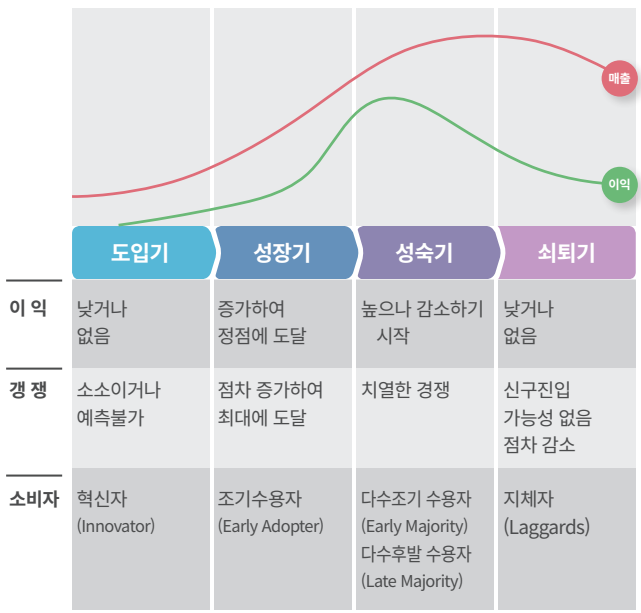 매출
이익
도입기
성장기
성숙기
쇠퇴기
이 익
낮거나
없음
증가하여
정점에 도달
높으나 감소하기
시작
낮거나
없음
갱 쟁
소소이거나
예측불가
점차 증가하여
최대에 도달
치열한 경쟁
신구진입
가능성 없음
점차 감소
소비자
혁신자
(Innovator)
조기수용자
(Early Adopter)
다수조기 수용자
(Early Majority)
다수후발 수용자
(Late Majority)
지체자
(Laggards)